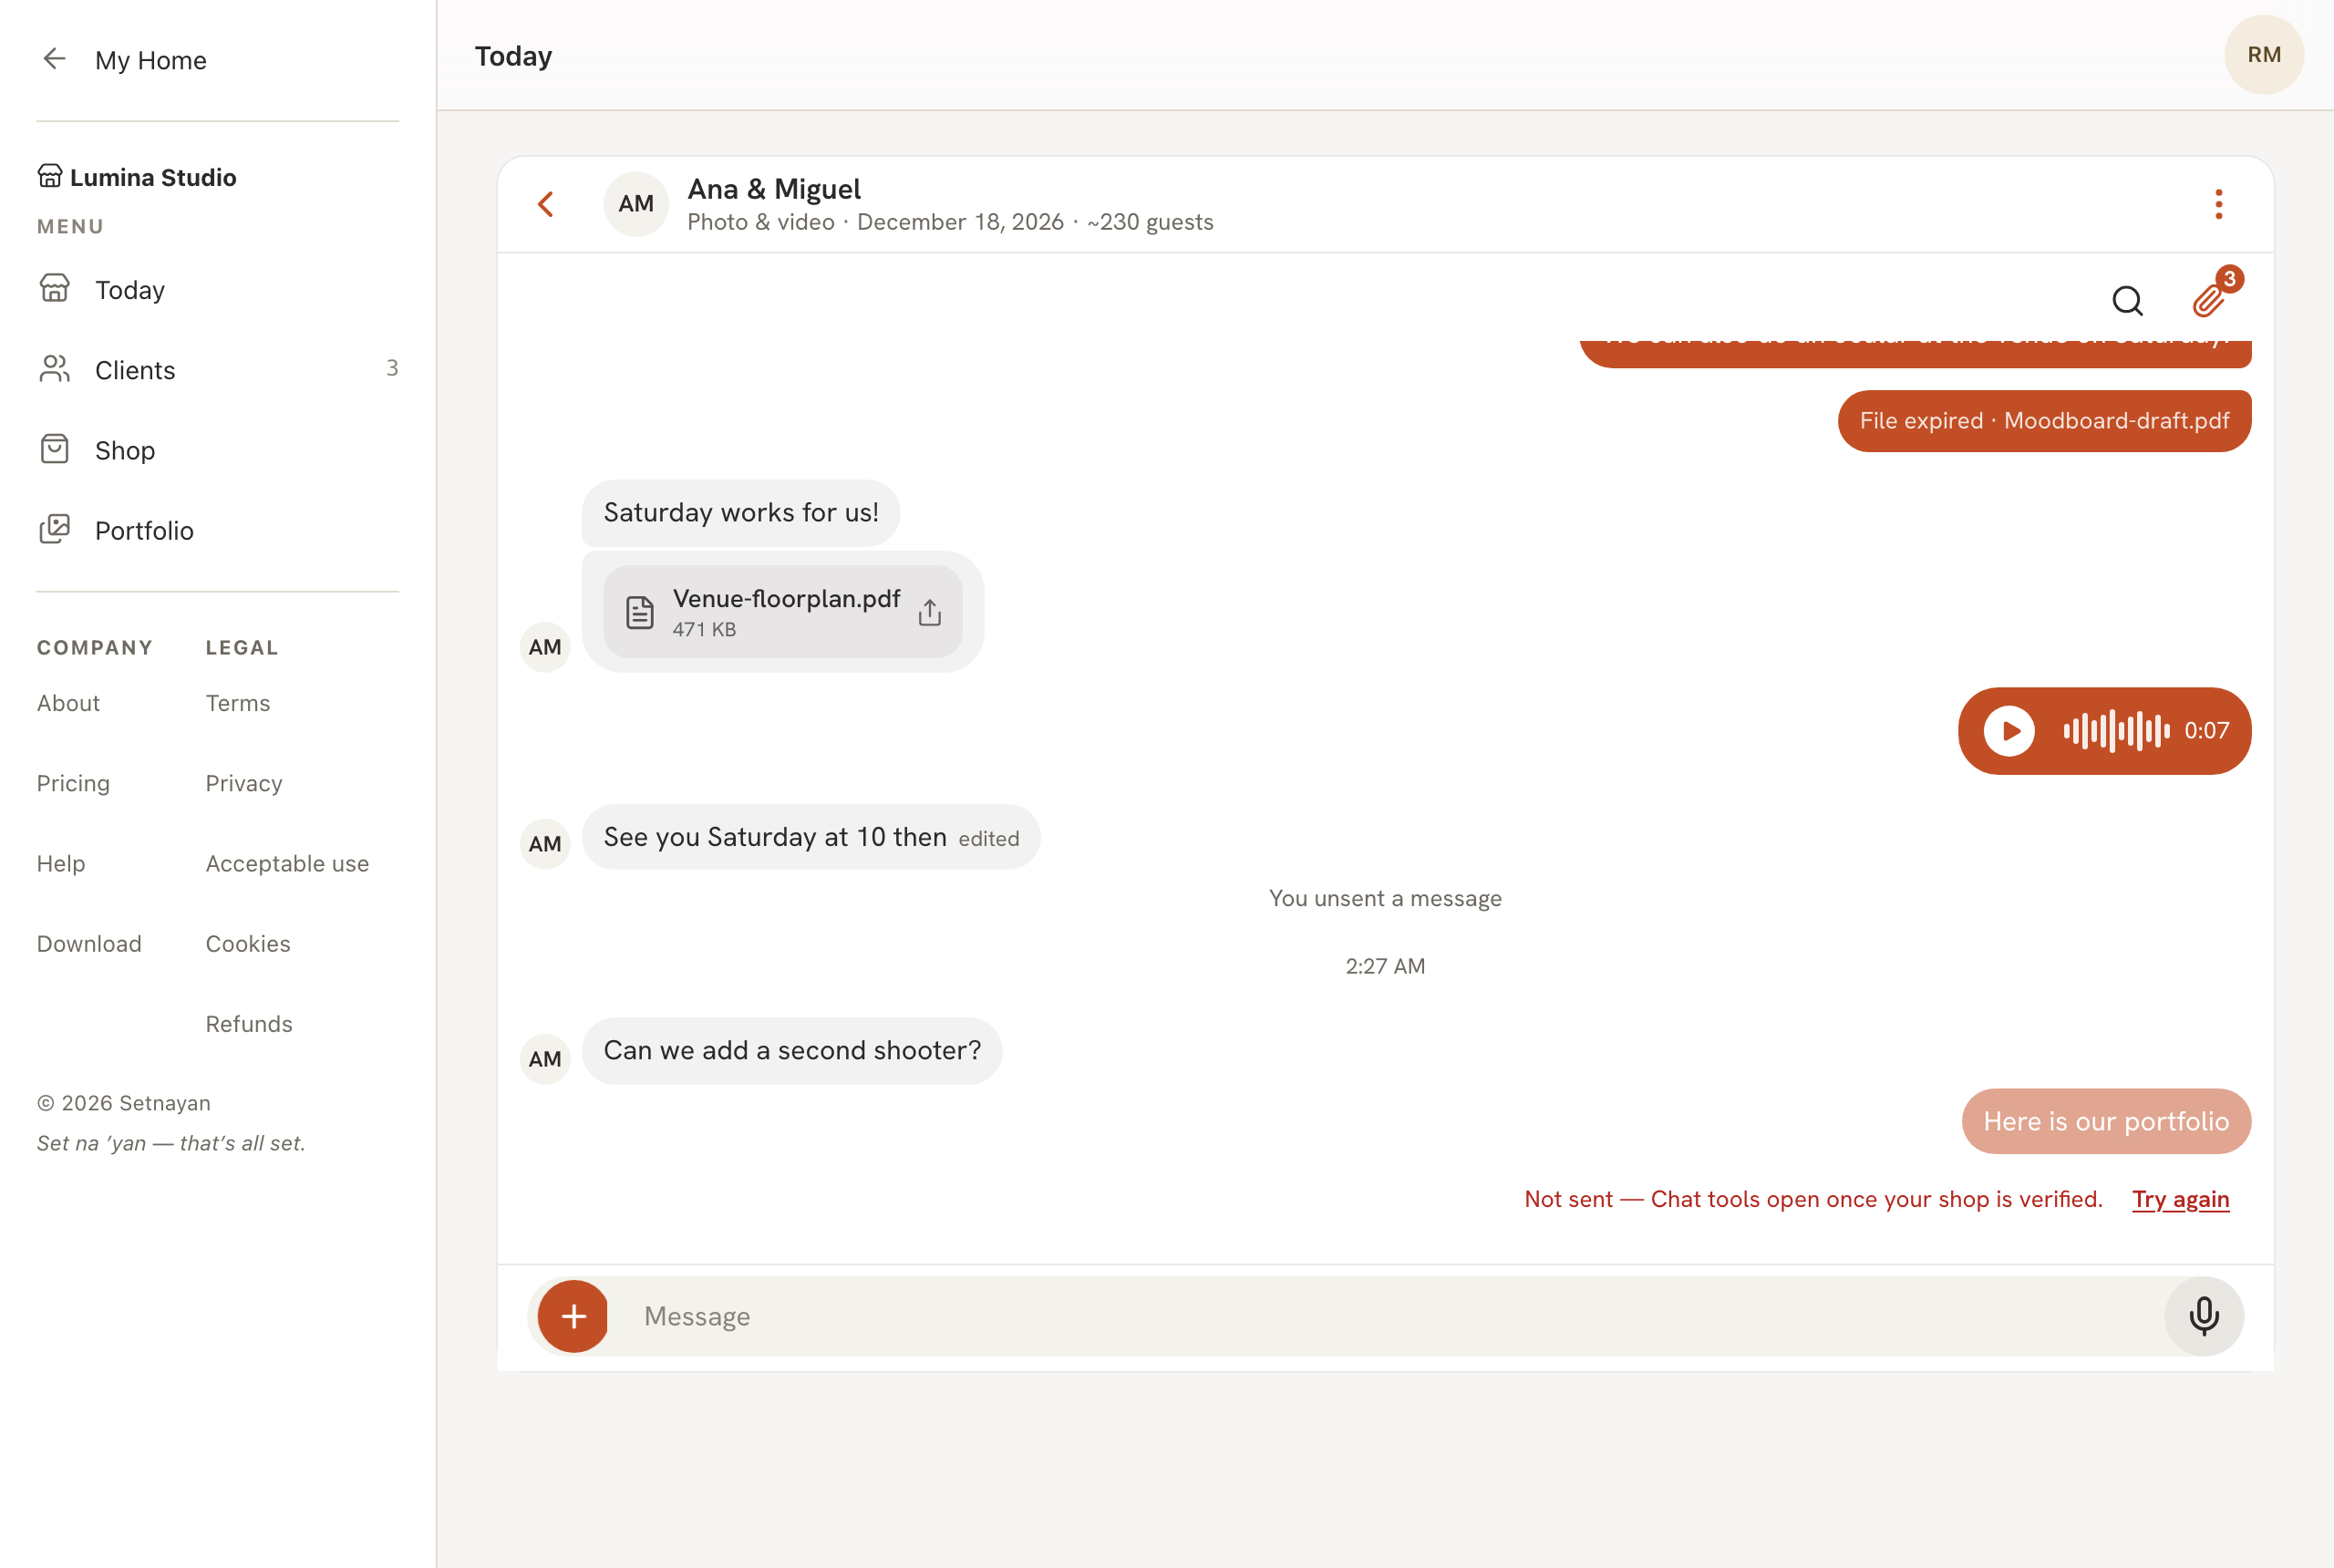 My Home
Lumina Studio
MENU
Today
Clients 3
Shop
Portfolio
COMPANY LEGAL
About Terms
Pricing Privacy
Help Acceptable use
Download Cookies
Refunds
© 2026 Setnayan
Set na ’yan — that’s all set.
Today
RM
AM
Ana & Miguel
Photo & video · December 18, 2026 · ~230 guests
3
File expired · Moodboard-draft.pdf
Saturday works for us!
Venue-floorplan.pdf
471 KB
AM
0:07
AM
See you Saturday at 10 then edited
You unsent a message
2:27 AM
AM
Can we add a second shooter?
Here is our portfolio
Not sent — Chat tools open once your shop is verified. Try again
Message